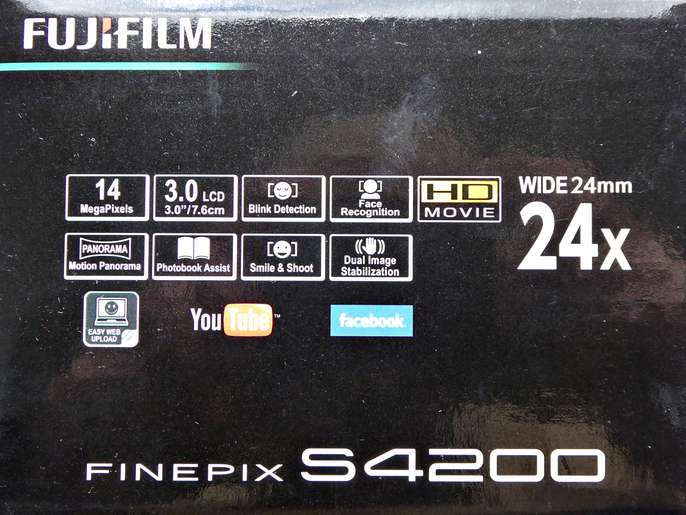 FUJIFILM
14
MegaPixels
3.0 LCD
3.0"/7.6cm
Blink Detection
Face
Recognition
HD
MOVIE
WIDE 24mm
24x
PANORAMA
Motion Panorama
Photobook Assist
Smile & Shoot
Dual Image
Stabilization
EASY WEB
UPLOAD
YouTube™
facebook.
FINEPIX S4200